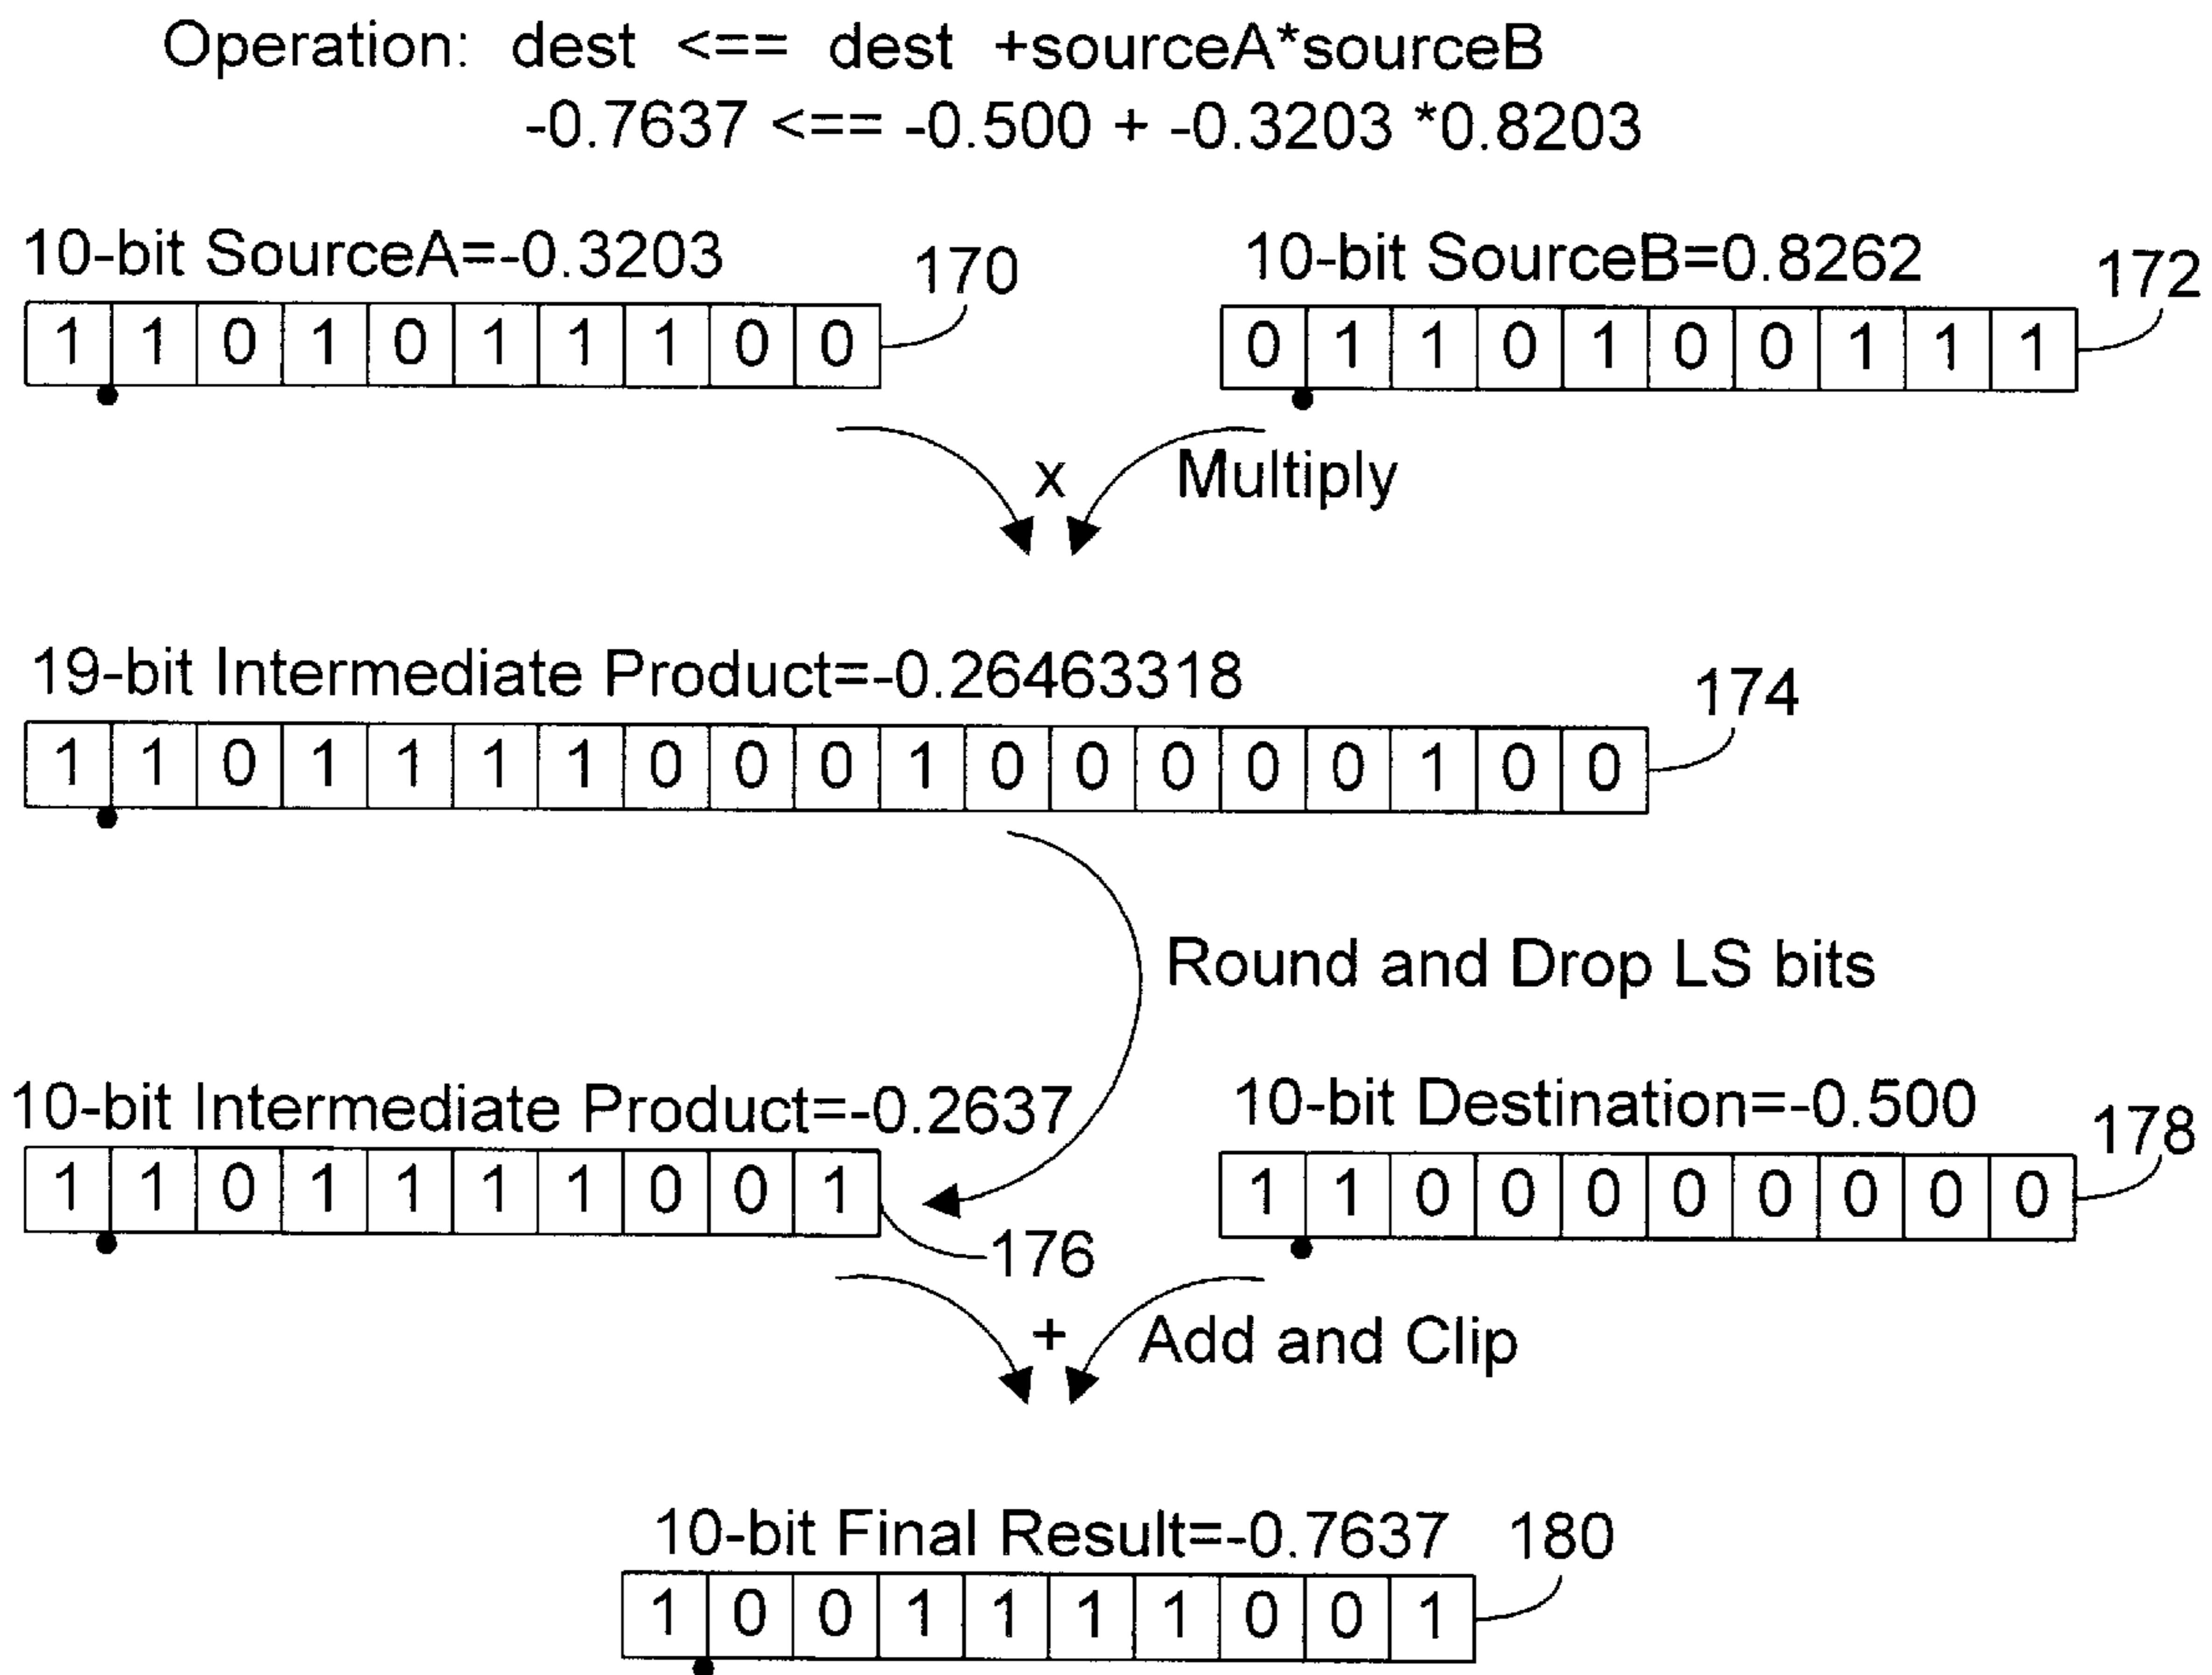 Operation: dest <== dest +sourceA*sourceB
-0.7637 <== -0.500 + -0.3203 *0.8203
10-bit SourceA=-0.3203
170
1 1 0 1 0 1 1 1 0 0
10-bit SourceB=0.8262
172
0 1 1 0 1 0 0 1 1 1
x
Multiply
19-bit Intermediate Product=-0.26463318
174
1 1 0 1 1 1 1 0 0 0 1 0 0 0 0 0 1 0 0
Round and Drop LS bits
10-bit Intermediate Product=-0.2637
1 1 0 1 1 1 1 0 0 1
176
10-bit Destination=-0.500
178
1 1 0 0 0 0 0 0 0 0
+
Add and Clip
10-bit Final Result=-0.7637
180
1 0 0 1 1 1 1 0 0 1